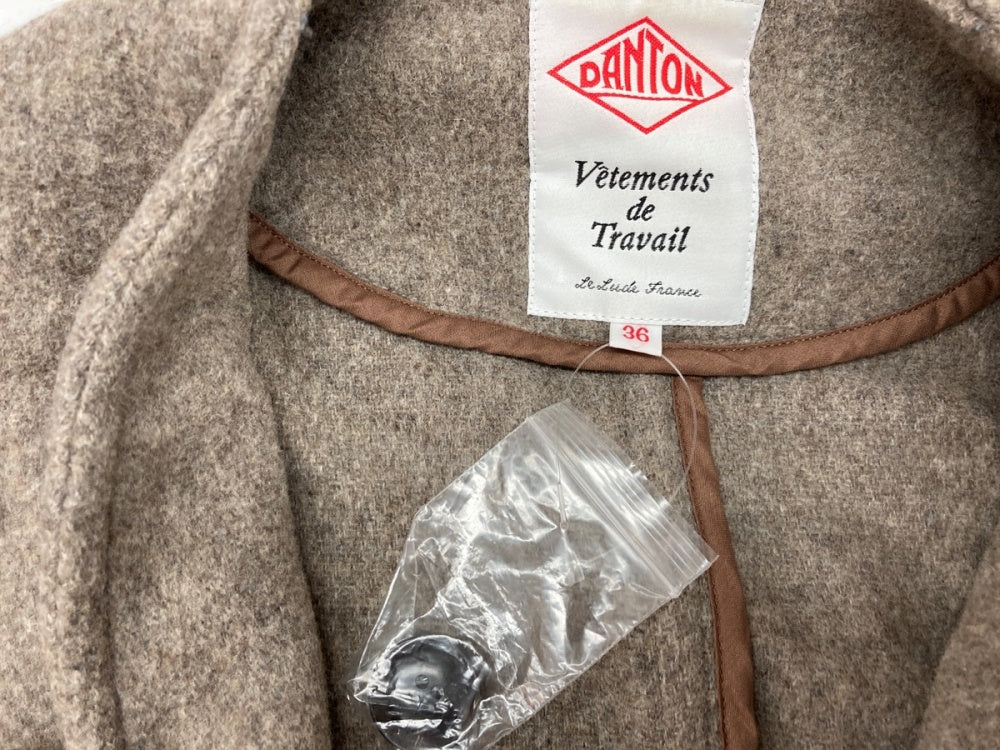 DANTON
Vêtements
de
Travail
Le Lude France
36